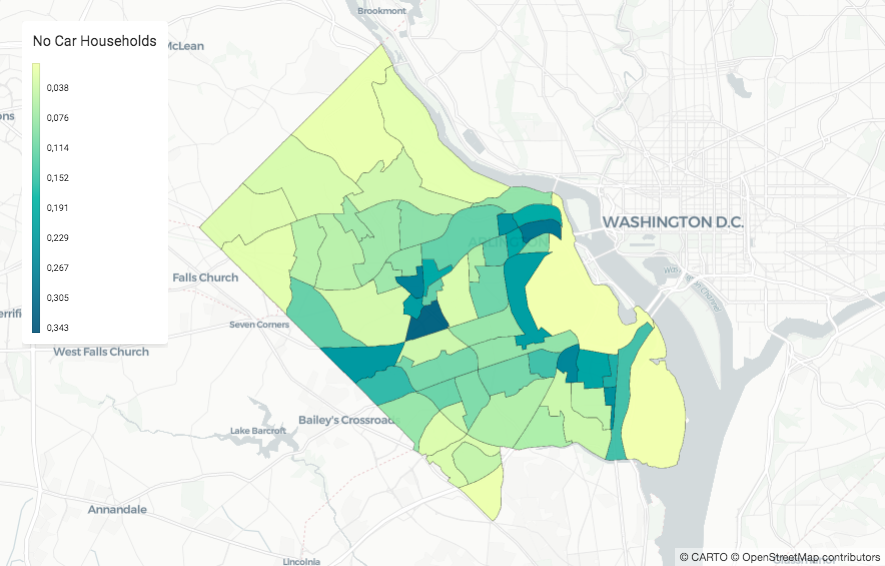 Brookmont
No Car Households
McLean
0,038
0,076
ons
0,114
0,152
0,191
WASHINGTON D.C.
0,229
ARLINGTON
0,267
Falls Church
0,305
0,343
Seven Corners
West Falls Church
Bailey's Crossroads
Lake Barcroft
Annandale
Lincolnia
© CARTO © OpenStreetMap contributors